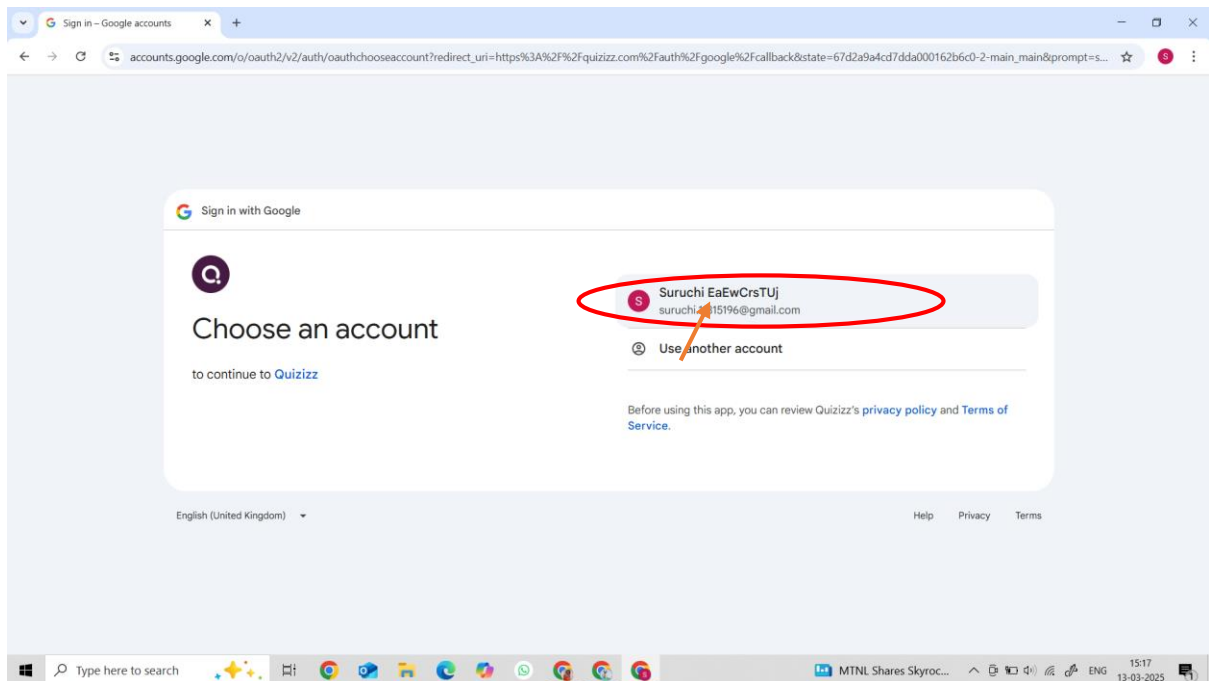 Sign in – Google accounts
accounts.google.com/o/oauth2/v2/auth/oauthchooseaccount?redirect_uri=https%3A%2F%2Fquizizz.com%2Fauth%2Fgoogle%2Fcallback&state=67d2a9a4cd7dda000162b6c0-2-main_main&prompt=s...
S
Sign in with Google
Q
Choose an account
to continue to Quizizz
S
Suruchi EaEwCrsTUj
Use another account
Before using this app, you can review Quizizz's privacy policy and Terms of
Service.
English (United Kingdom)
Help Privacy Terms
Type here to search
MTNL Shares Skyroc...
ENG
15:17
13-03-2025